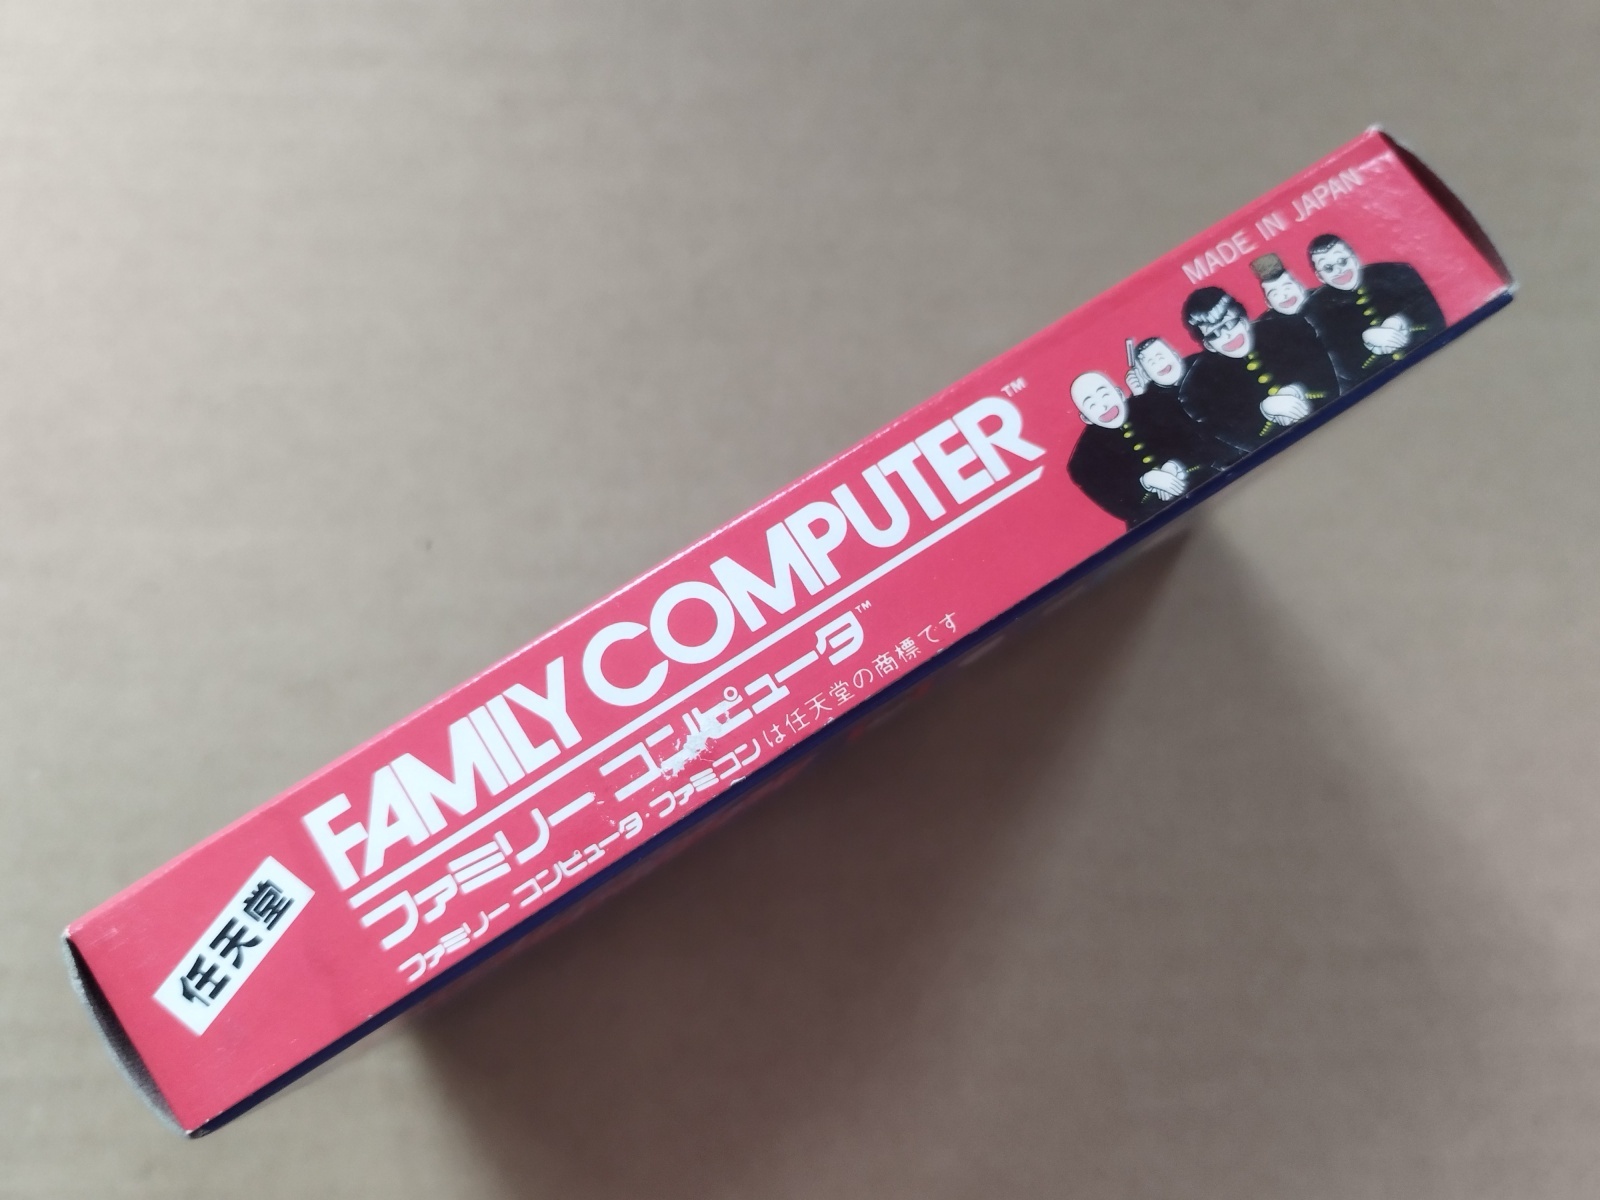 任天堂
FAMILY COMPUTER™
ファミリー コンピュータ™
ファミリー コンピュータ・ファミコンは任天堂の商標です
MADE IN JAPAN